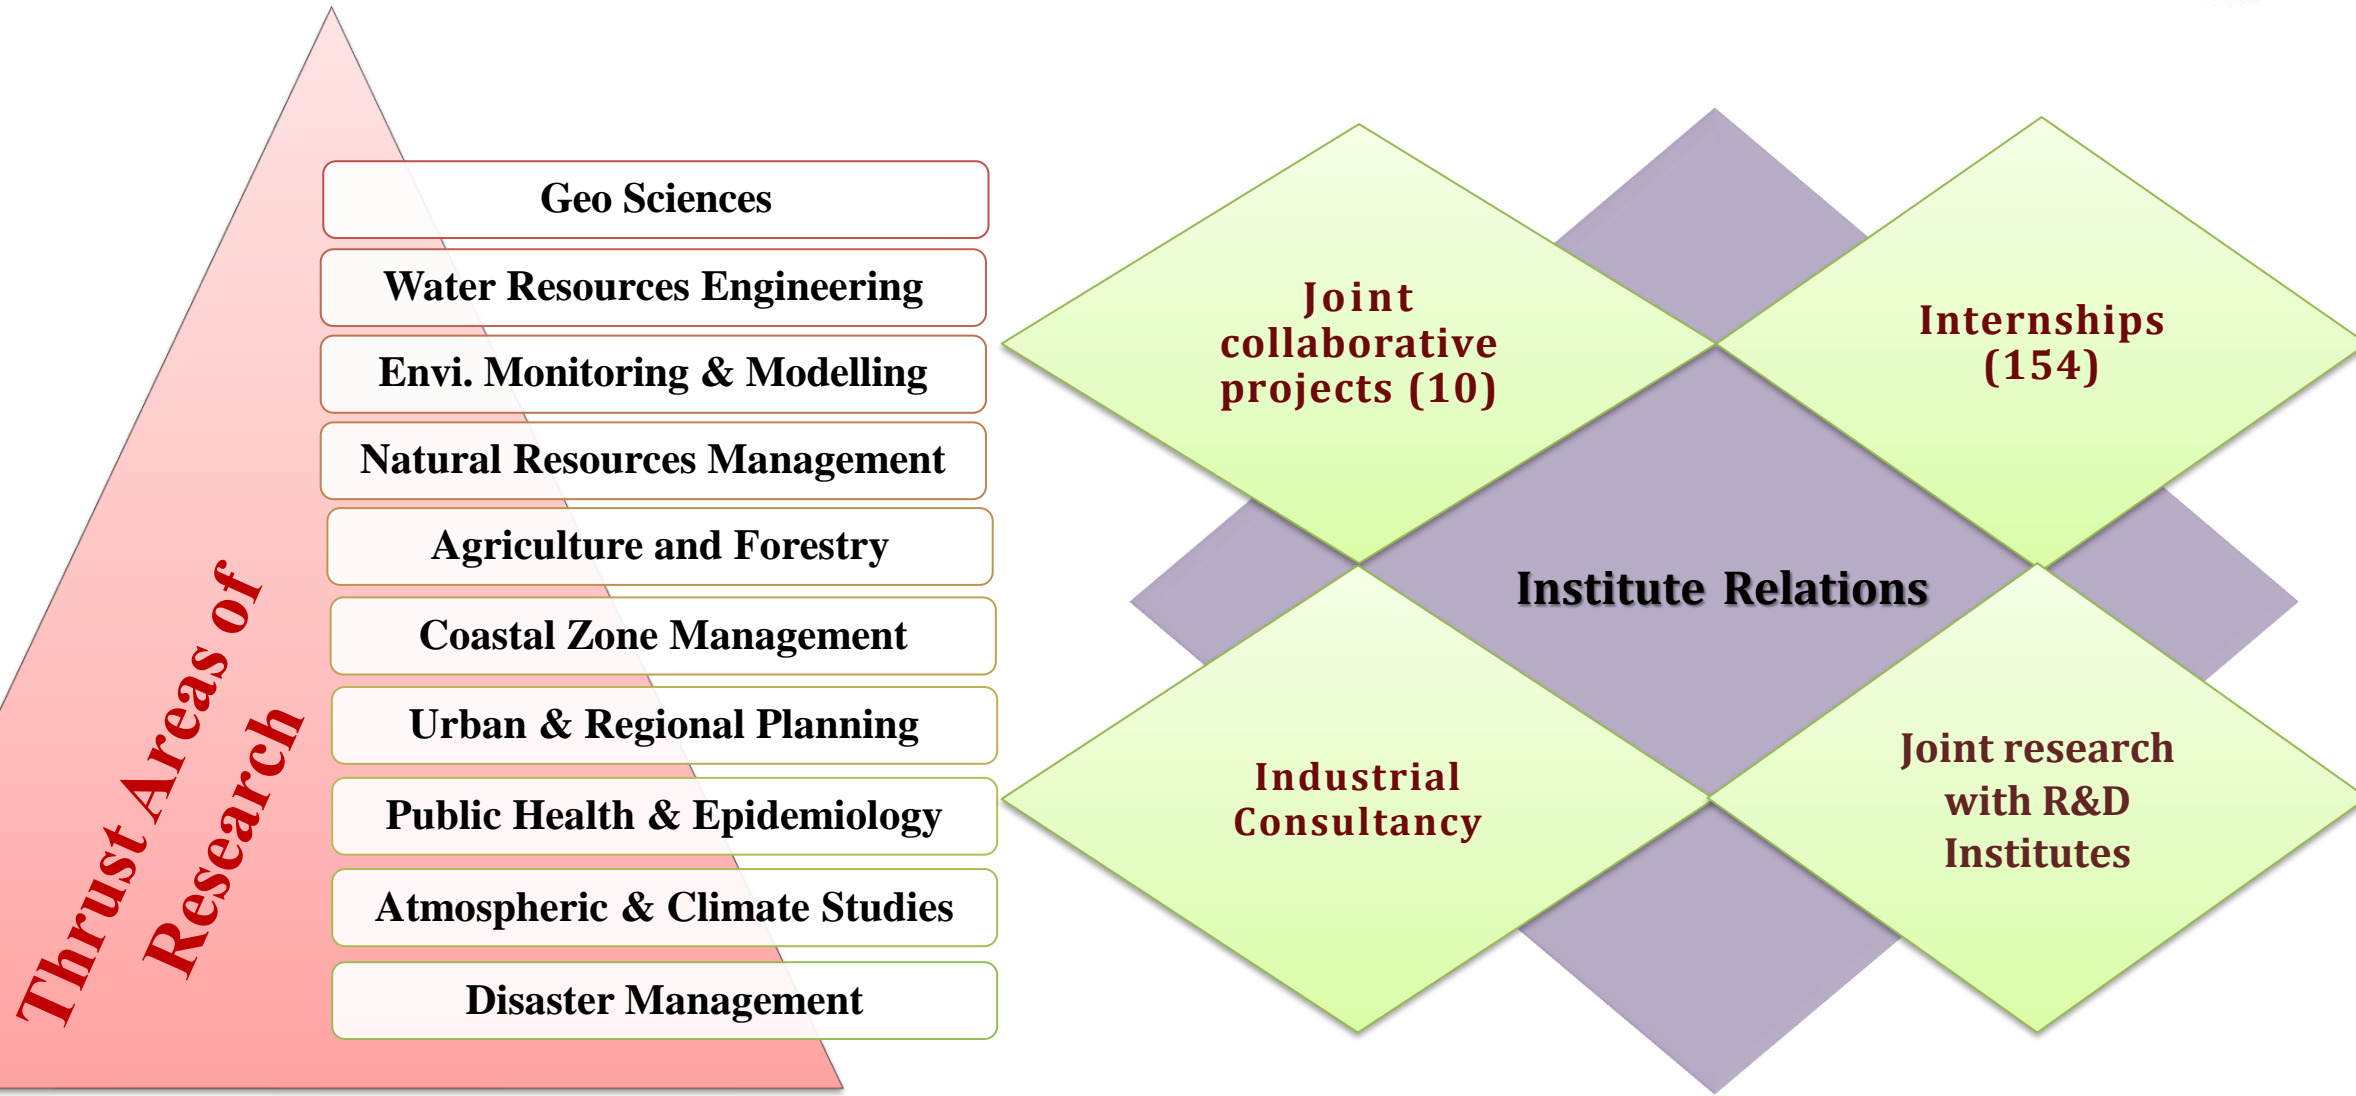 Thrust Areas of
Research
Geo Sciences
Water Resources Engineering
Envi. Monitoring & Modelling
Natural Resources Management
Agriculture and Forestry
Coastal Zone Management
Urban & Regional Planning
Public Health & Epidemiology
Atmospheric & Climate Studies
Disaster Management
Joint
collaborative
projects (10)
Internships
(154)
Institute Relations
Industrial
Consultancy
Joint research
with R&D
Institutes